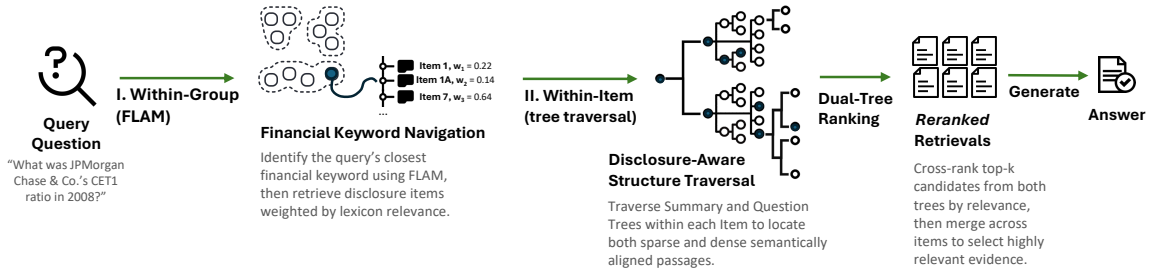 Query
Question
"What was JPMorgan
Chase & Co.'s CET1
ratio in 2008?"
I. Within-Group
(FLAM)
Item 1, w₁ = 0.22
Item 1A, w₂ = 0.14
Item 7, w₃ = 0.64
...
Financial Keyword Navigation
Identify the query's closest
financial keyword using FLAM,
then retrieve disclosure items
weighted by lexicon relevance.
II. Within-Item
(tree traversal)
Disclosure-Aware
Structure Traversal
Traverse Summary and Question
Trees within each Item to locate
both sparse and dense semantically
aligned passages.
Dual-Tree
Ranking
Reranked
Retrievals
Cross-rank top-k
candidates from both
trees by relevance,
then merge across
items to select highly
relevant evidence.
Generate
Answer